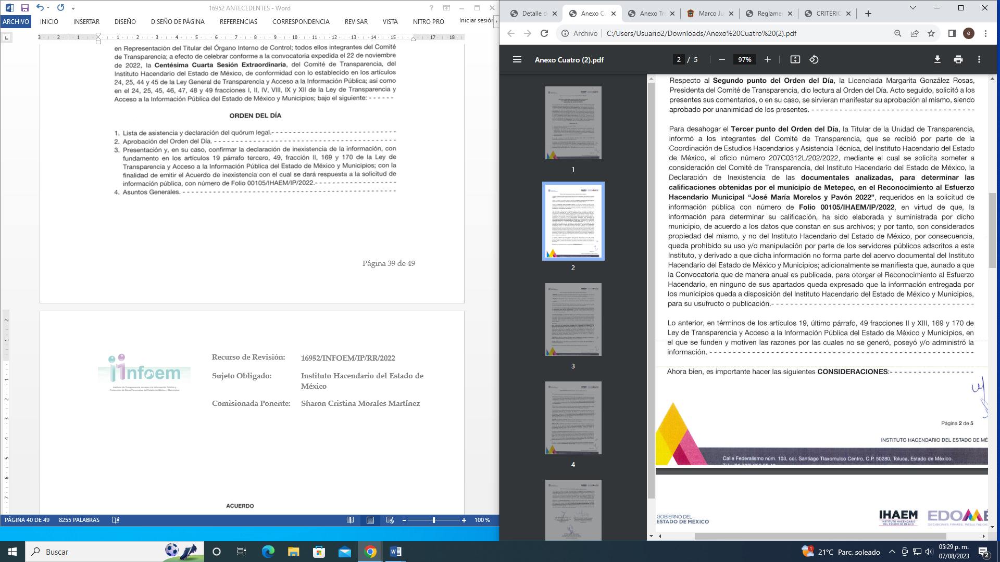 16952 ANTECEDENTES - Word
ARCHIVO INICIO INSERTAR DISEÑO DISEÑO DE PÁGINA REFERENCIAS CORRESPONDENCIA REVISAR VISTA NITRO PRO Iniciar sesión
3 2 1 1 2 3 4 5 6 7 8 9 10 11 12 13 14 15 17 18
en Representación del Titular del Órgano Interno de Control; todos ellos integrantes del Comité
de Transparencia; a efecto de celebrar conforme a la convocatoria expedida el 22 de noviembre
de 2022, la Centésima Cuarta Sesión Extraordinaria, del Comité de Transparencia, del
Instituto Hacendario del Estado de México, de conformidad con lo establecido en los artículos
24, 25, 44 y 45 de la Ley General de Transparencia y Acceso a la Información Pública; así como
en el 24, 25, 45, 46, 47, 48 y 49 fracciones I, II, IV, VIII, IX y XII de la Ley de Transparencia y
Acceso a la Información Pública del Estado de México y Municipios; bajo el siguiente: - - - - - -
ORDEN DEL DÍA
1. Lista de asistencia y declaración del quórum legal.- - - - - - - - - - - - - - - - - - - - - - - - - - - - -
2. Aprobación del Orden del Día. - - - - - - - - - - - - - - - - - - - - - - - - - - - - - - - - - - - - - - - - - -
3. Presentación y, en su caso, confirmar la declaración de inexistencia de la información, con
fundamento en los artículos 19 párrafo tercero, 49, fracción II, 169 y 170 de la Ley de
Transparencia y Acceso a la Información Pública del Estado de México y Municipios; con la
finalidad de emitir el Acuerdo de inexistencia con el cual se dará respuesta a la solicitud de
información pública, con número de Folio 00105/IHAEM/IP/2022.- - - - - - - - - - - - - - - - - - -
4. Asuntos Generales. - - - - - - - - - - - - - - - - - - - - - - - - - - - - - - - - - - - - - - - - - - - - - - - - -
Página 39 de 49
infoem
Instituto de Transparencia, Acceso a la Información Pública y
Protección de Datos Personales del Estado de México y Municipios
Recurso de Revisión: 16952/INFOEM/IP/RR/2022
Sujeto Obligado: Instituto Hacendario del Estado de
México
Comisionada Ponente: Sharon Cristina Morales Martínez
ACUERDO
2 1 1 2 3 4 5 6 7
PÁGINA 40 DE 49 8255 PALABRAS 100 %
Detalle d Anexo Cu Anexo Tr Marco Ju Reglame CRITERIO
Archivo C:/Users/Usuario2/Downloads/Anexo%20Cuatro%20(2).pdf e
Anexo Cuatro (2).pdf 2 / 5 97%
1
2
3
4
Respecto al Segundo punto del Orden del Día, la Licenciada Margarita González Rosas,
Presidenta del Comité de Transparencia, dio lectura al Orden del Día. Acto seguido, solicitó a los
presentes sus comentarios, o en su caso, se sirvieran manifestar su aprobación al mismo, siendo
aprobado por unanimidad de los presentes. - - - - - - - - - - - - - - - - - - - - - - - - - - - - - - - - - - -
Para desahogar el Tercer punto del Orden del Día, la Titular de la Unidad de Transparencia,
informó a los integrantes del Comité de Transparencia, que se recibió por parte de la
Coordinación de Estudios Hacendarios y Asistencia Técnica, del Instituto Hacendario del Estado
de México, el oficio número 207C0312L/202/2022, mediante el cual se solicita someter a
consideración del Comité de Transparencia, del Instituto Hacendario del Estado de México, la
Declaración de Inexistencia de las documentales analizadas, para determinar las
calificaciones obtenidas por el municipio de Metepec, en el Reconocimiento al Esfuerzo
Hacendario Municipal “José María Morelos y Pavón 2022”, requeridos en la solicitud de
información pública con número de Folio 00105/IHAEM/IP/2022, en virtud de que, la
información para determinar su calificación, ha sido elaborada y suministrada por dicho
municipio, de acuerdo a los datos que constan en sus archivos; y por tanto, son considerados
propiedad del mismo, y no del Instituto Hacendario del Estado de México, por consecuencia,
queda prohibido su uso y/o manipulación por parte de los servidores públicos adscritos a este
Instituto, y derivado a que dicha información no forma parte del acervo documental del Instituto
Hacendario del Estado de México y Municipios; adicionalmente se manifiesta que, aunado a que
la Convocatoria que de manera anual es publicada, para otorgar el Reconocimiento al Esfuerzo
Hacendario, en ninguno de sus apartados queda expresado que la información entregada por
los municipios queda a disposición del Instituto Hacendario del Estado de México y Municipios,
para su usufructo o publicación.- - - - - - - - - - - - - - - - - - - - - - - - - - - - - - - - - - - - - - - - - - -
Lo anterior, en términos de los artículos 19, último párrafo, 49 fracciones II y XIII, 169 y 170 de
Ley de Transparencia y Acceso a la Información Pública del Estado de México y Municipios, en
el que se funden y motiven las razones por las cuales no se generó, poseyó y/o administró la
información. - - - - - - - - - - - - - - - - - - - - - - - - - - - - - - - - - - - - - - - - - - - - - - - - - - - - - - -
Ahora bien, es importante hacer las siguientes CONSIDERACIONES:- - - - - - - - - - - - - - - - - -
Página 2 de 5
INSTITUTO HACENDARIO DEL ESTADO DE MÉ
Calle Federalismo núm. 103, col. Santiago Tlaxomulco Centro, C.P. 50280, Toluca, Estado de México.
GOBIERNO DEL
ESTADO DE MÉXICO
IHAEM
INSTITUTO HACENDARIO
DEL ESTADO DE MÉXICO
EDOMÉ
DECISIONES FIRMES, RESULTADOS
Buscar
21°C Parc. soleado
05:29 p. m.
07/08/2023
2